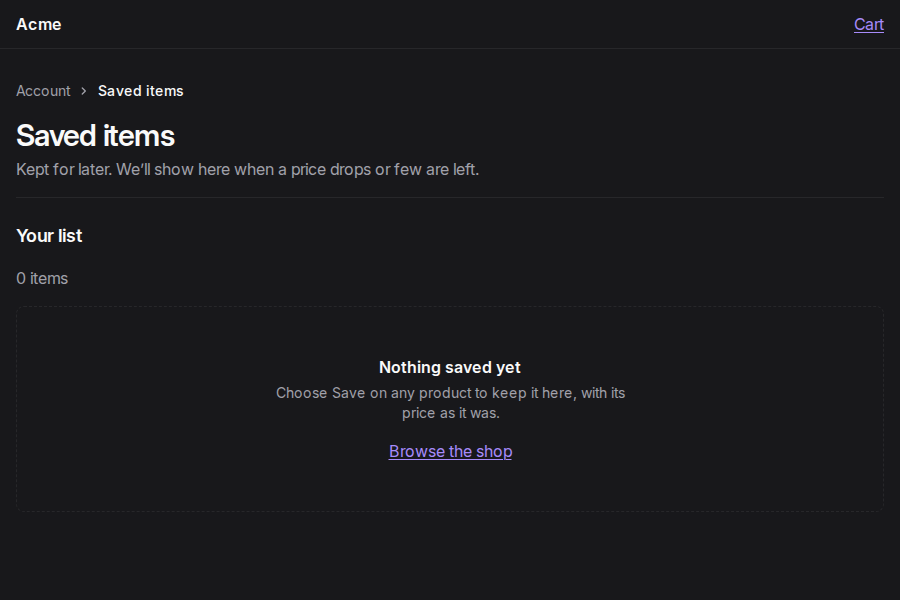 Acme
Cart
Account
Saved items
Saved items
Kept for later. We’ll show here when a price drops or few are left.
Your list
0 items
Nothing saved yet
Choose Save on any product to keep it here, with its
price as it was.
Browse the shop